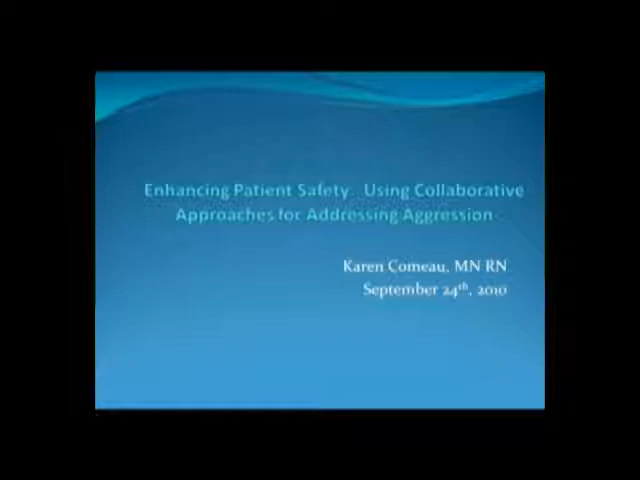 Enhancing Patient Safety: Using Collaborative
Approaches for Addressing Aggression
Karen Comeau, MN RN
September 24th, 2010